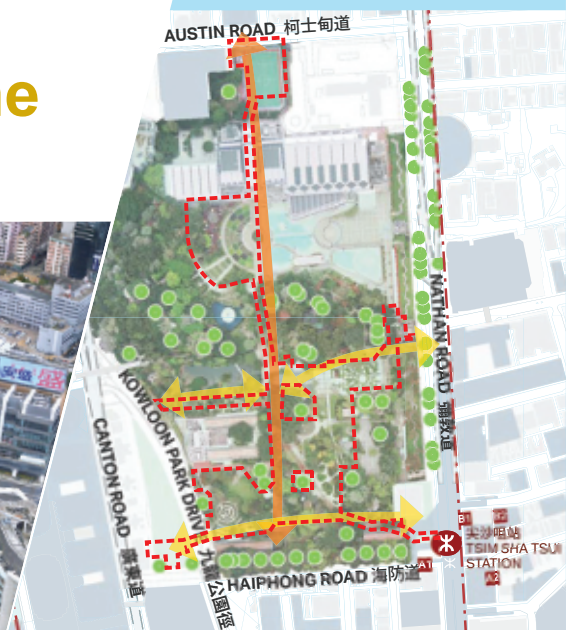 AUSTIN ROAD 柯士甸道
e
NATHAN ROAD 彌敦道
KOWLOON PARK DRIVE 九龍公園徑
CANTON ROAD 廣東道
B1
尖沙咀站
TSIM SHA TSUI
STATION
A1
A2
HAIPHONG ROAD 海防道